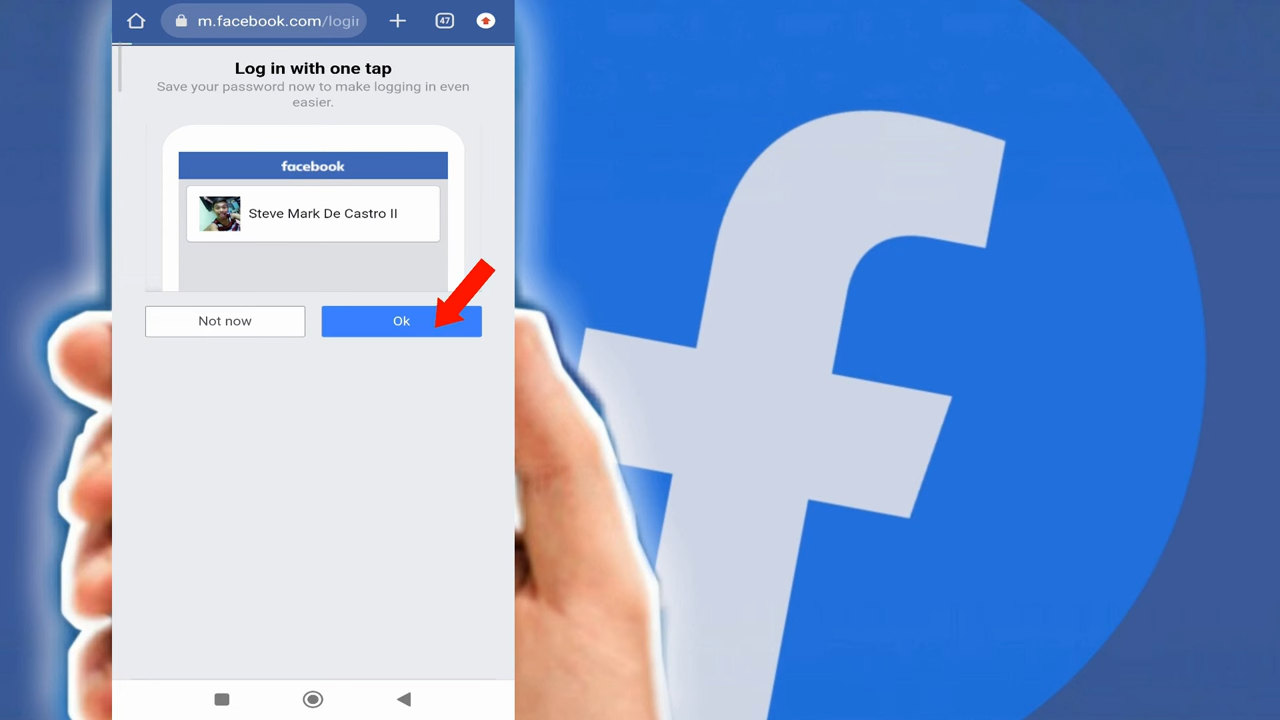 m.facebook.com/login
47
Log in with one tap
Save your password now to make logging in even
easier.
facebook
Steve Mark De Castro II
Not now
Ok